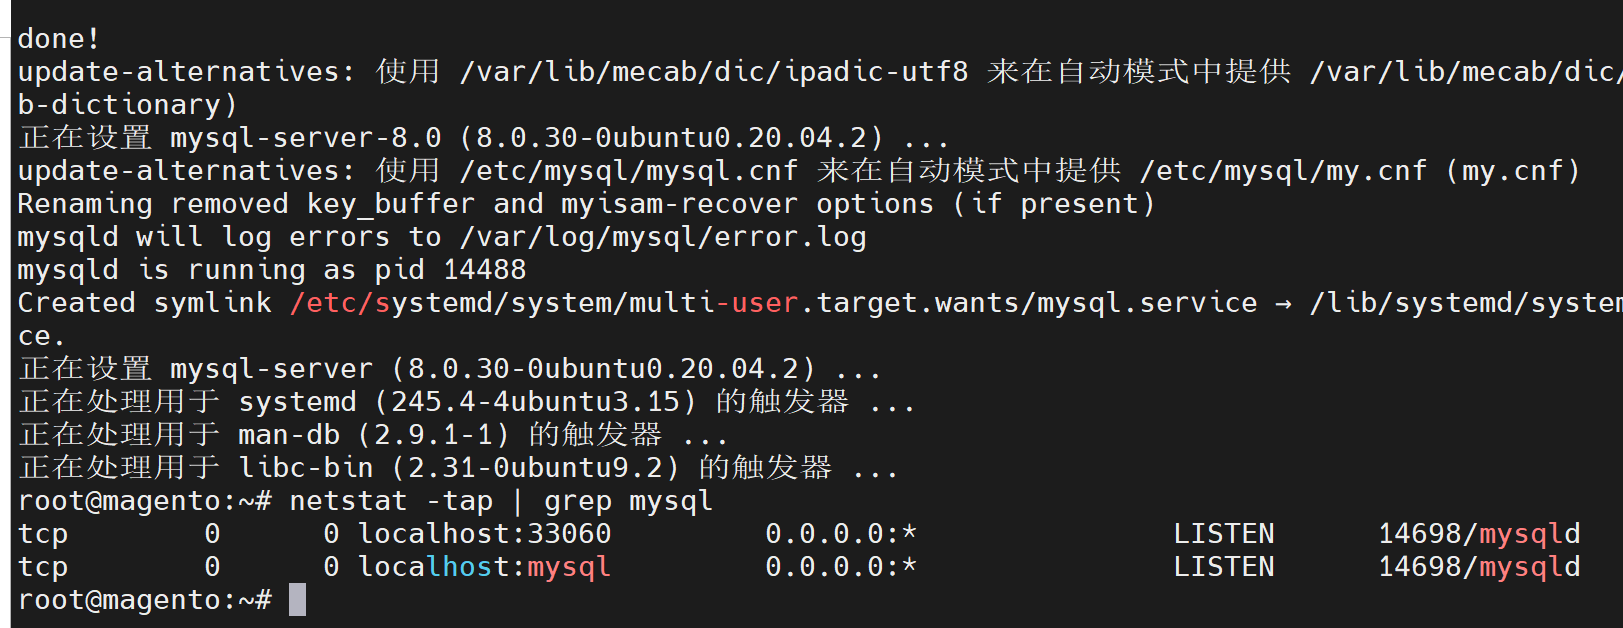 done!
update-alternatives: 使用 /var/lib/mecab/dic/ipadic-utf8 来在自动模式中提供 /var/lib/mecab/dic/
b-dictionary)
正在设置 mysql-server-8.0 (8.0.30-0ubuntu0.20.04.2) ...
update-alternatives: 使用 /etc/mysql/mysql.cnf 来在自动模式中提供 /etc/mysql/my.cnf (my.cnf)
Renaming removed key_buffer and myisam-recover options (if present)
mysqld will log errors to /var/log/mysql/error.log
mysqld is running as pid 14488
Created symlink /etc/systemd/system/multi-user.target.wants/mysql.service → /lib/systemd/system
ce.
正在设置 mysql-server (8.0.30-0ubuntu0.20.04.2) ...
正在处理用于 systemd (245.4-4ubuntu3.15) 的触发器 ...
正在处理用于 man-db (2.9.1-1) 的触发器 ...
正在处理用于 libc-bin (2.31-0ubuntu9.2) 的触发器 ...
root@magento:~# netstat -tap | grep mysql
tcp        0      0 localhost:33060         0.0.0.0:*               LISTEN      14698/mysqld
tcp        0      0 localhost:mysql         0.0.0.0:*               LISTEN      14698/mysqld
root@magento:~#